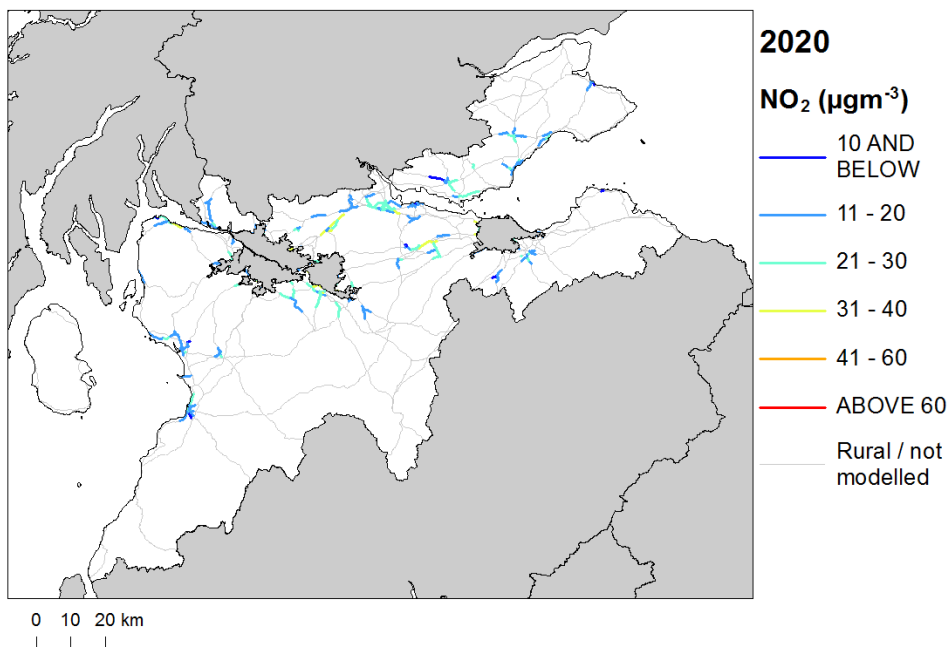 2020
NO₂ (µgm⁻³)
10 AND
BELOW
11 - 20
21 - 30
31 - 40
41 - 60
ABOVE 60
Rural / not
modelled
0 10 20 km